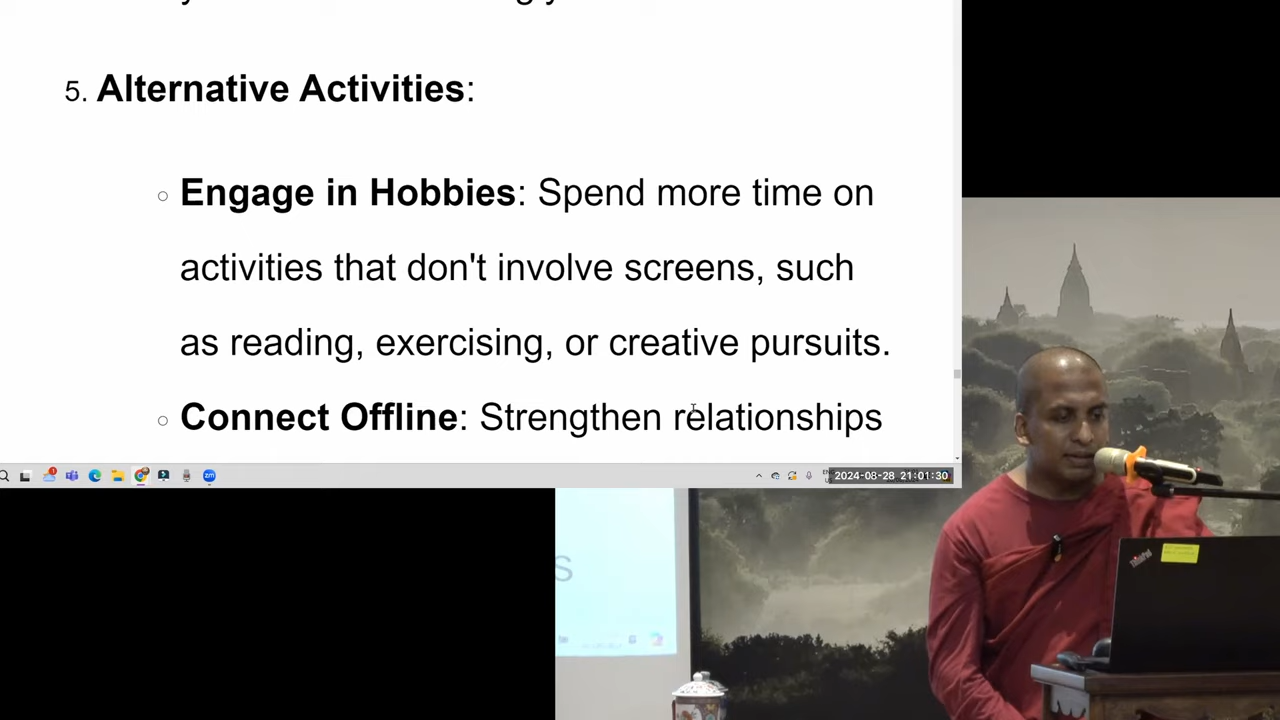 5. Alternative Activities:
Engage in Hobbies: Spend more time on
activities that don't involve screens, such
as reading, exercising, or creative pursuits.
Connect Offline: Strengthen relationships
2024-08-28 21:01:30
S
ThinkPad